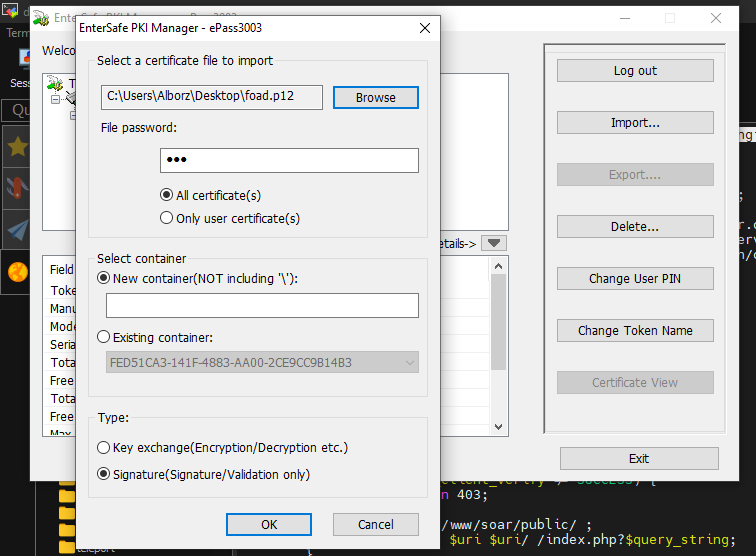 EnterSafe PKI Manager - ePass3003
Select a certificate file to import
C:\Users\Alborz\Desktop\foad.p12
Browse
File password:
•••
All certificate(s)
Only user certificate(s)
Select container
New container(NOT including '\'):
Existing container:
FED51CA3-141F-4883-AA00-2CE9CC9B14B3
Type:
Key exchange(Encryption/Decryption etc.)
Signature(Signature/Validation only)
OK
Cancel
Log out
Import...
Export....
Delete...
Change User PIN
Change Token Name
Certificate View
Exit
etails->
Field
Toke
Manu
Mode
Seria
Tota
Free
Tota
Free
Max
Welco
Term
Sess
Qu
403;
/www/soar/public/ ;
$uri $uri/ /index.php?$query_string;
}
teleport